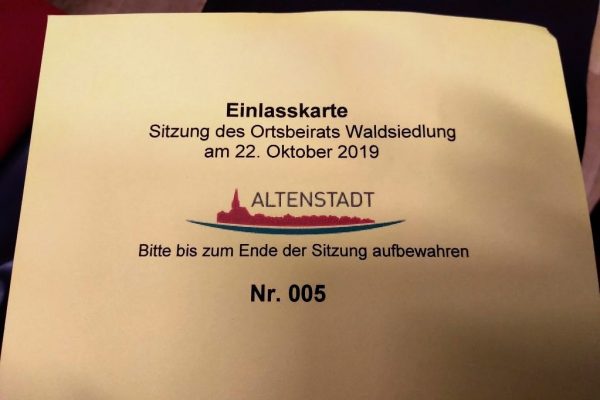 Einlasskarte
Sitzung des Ortsbeirats Waldsiedlung
am 22. Oktober 2019
ALTENSTADT
Bitte bis zum Ende der Sitzung aufbewahren
Nr. 005